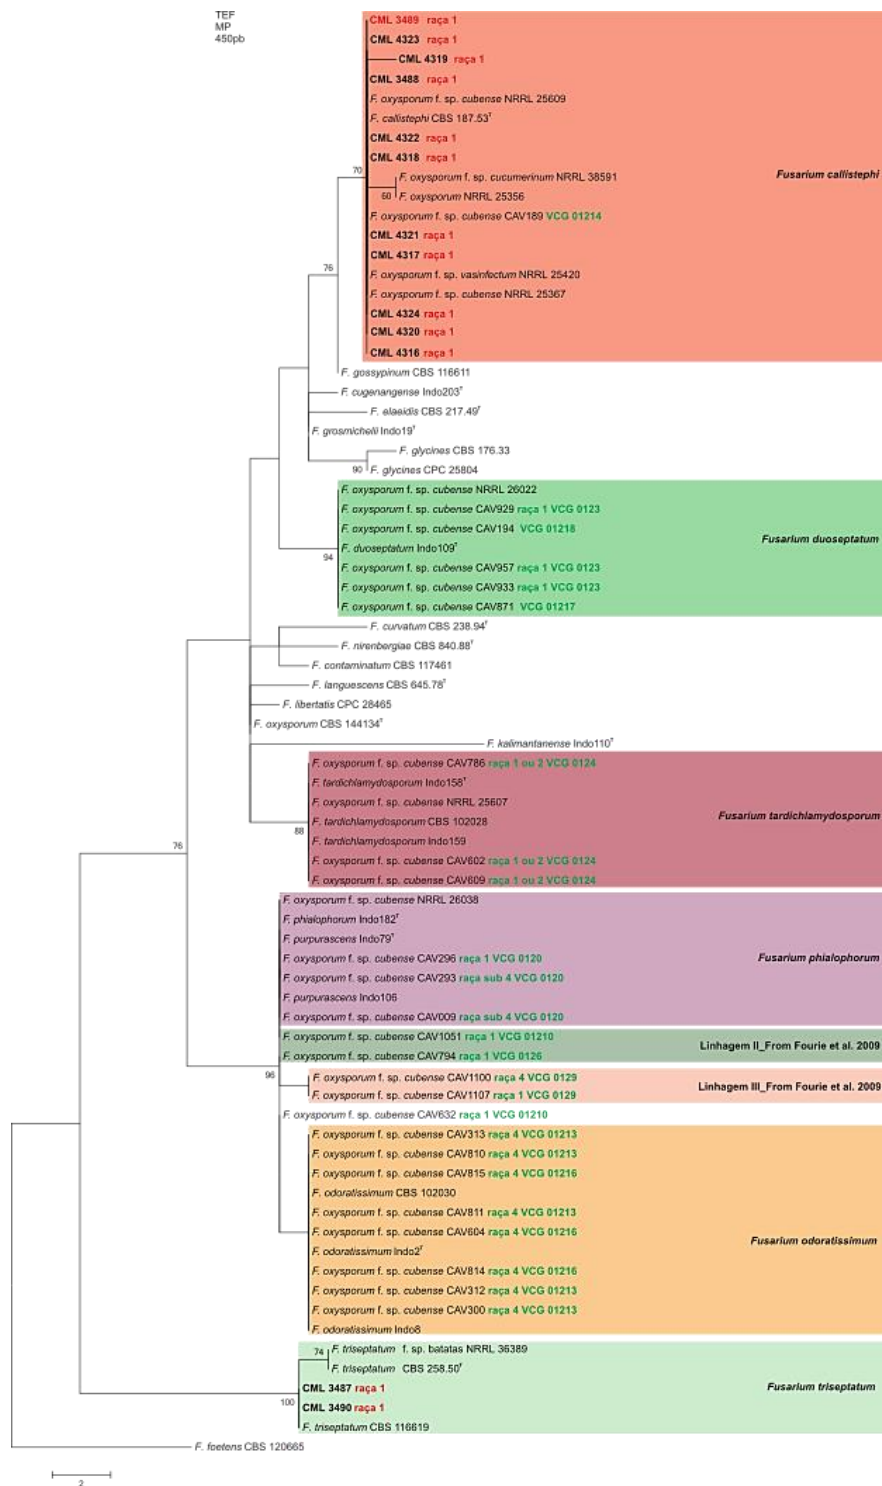 TEF
MP
450pb
CML 3489 raça 1
CML 4323 raça 1
CML 4319 raça 1
CML 3488 raça 1
F. oxysporum f. sp. cubense NRRL 25609
F. callistephi CBS 187.53ᵀ
CML 4322 raça 1
CML 4318 raça 1
70
F. oxysporum f. sp. cucumerinum NRRL 38591
Fusarium callistephi
60
F. oxysporum NRRL 25356
F. oxysporum f. sp. cubense CAV189 VCG 01214
CML 4321 raça 1
CML 4317 raça 1
76
F. oxysporum f. sp. vasinfectum NRRL 25420
F. oxysporum f. sp. cubense NRRL 25367
CML 4324 raça 1
CML 4320 raça 1
CML 4316 raça 1
F. gossypinum CBS 116611
F. cugenangense Indo203ᵀ
F. elaeidis CBS 217.49ᵀ
F. grosmichelii Indo19ᵀ
F. glycines CBS 176.33
90
F. glycines CPC 25804
F. oxysporum f. sp. cubense NRRL 26022
F. oxysporum f. sp. cubense CAV929 raça 1 VCG 0123
F. oxysporum f. sp. cubense CAV194 VCG 01218
Fusarium duoseptatum
F. duoseptatum Indo109ᵀ
94
F. oxysporum f. sp. cubense CAV957 raça 1 VCG 0123
F. oxysporum f. sp. cubense CAV933 raça 1 VCG 0123
F. oxysporum f. sp. cubense CAV871 VCG 01217
F. curvatum CBS 238.94ᵀ
F. nirenbergiae CBS 840.88ᵀ
F. contaminatum CBS 117461
F. languescens CBS 645.78ᵀ
F. libertatis CPC 28465
F. oxysporum CBS 144134ᵀ
F. kalimantanense Indo110ᵀ
F. oxysporum f. sp. cubense CAV786 raça 1 ou 2 VCG 0124
F. tardichlamydosporum Indo158ᵀ
F. oxysporum f. sp. cubense NRRL 25607
Fusarium tardichlamydosporum
F. tardichlamydosporum CBS 102028
88
F. tardichlamydosporum Indo159
76
F. oxysporum f. sp. cubense CAV602 raça 1 ou 2 VCG 0124
F. oxysporum f. sp. cubense CAV609 raça 1 ou 2 VCG 0124
F. oxysporum f. sp. cubense NRRL 26038
F. phialophorum Indo182ᵀ
F. purpurascens Indo79ᵀ
F. oxysporum f. sp. cubense CAV296 raça 1 VCG 0120
Fusarium phialophorum
F. oxysporum f. sp. cubense CAV293 raça sub 4 VCG 0120
F. purpurascens Indo106
F. oxysporum f. sp. cubense CAV009 raça sub 4 VCG 0120
F. oxysporum f. sp. cubense CAV1051 raça 1 VCG 01210
Linhagem II_From Fourie et al. 2009
F. oxysporum f. sp. cubense CAV794 raça 1 VCG 0126
96
F. oxysporum f. sp. cubense CAV1100 raça 4 VCG 0129
Linhagem III_From Fourie et al. 2009
F. oxysporum f. sp. cubense CAV1107 raça 1 VCG 0129
F. oxysporum f. sp. cubense CAV632 raça 1 VCG 01210
F. oxysporum f. sp. cubense CAV313 raça 4 VCG 01213
F. oxysporum f. sp. cubense CAV810 raça 4 VCG 01213
F. oxysporum f. sp. cubense CAV815 raça 4 VCG 01216
F. odoratissimum CBS 102030
F. oxysporum f. sp. cubense CAV811 raça 4 VCG 01213
F. oxysporum f. sp. cubense CAV604 raça 4 VCG 01216
Fusarium odoratissimum
F. odoratissimum Indo2ᵀ
F. oxysporum f. sp. cubense CAV814 raça 4 VCG 01216
F. oxysporum f. sp. cubense CAV312 raça 4 VCG 01213
F. oxysporum f. sp. cubense CAV300 raça 4 VCG 01213
F. odoratissimum Indo8
74
F. triseptatum f. sp. batatas NRRL 36389
F. triseptatum CBS 258.50ᵀ
CML 3487 raça 1
Fusarium triseptatum
100
CML 3490 raça 1
F. triseptatum CBS 116619
F. foetens CBS 120665
2